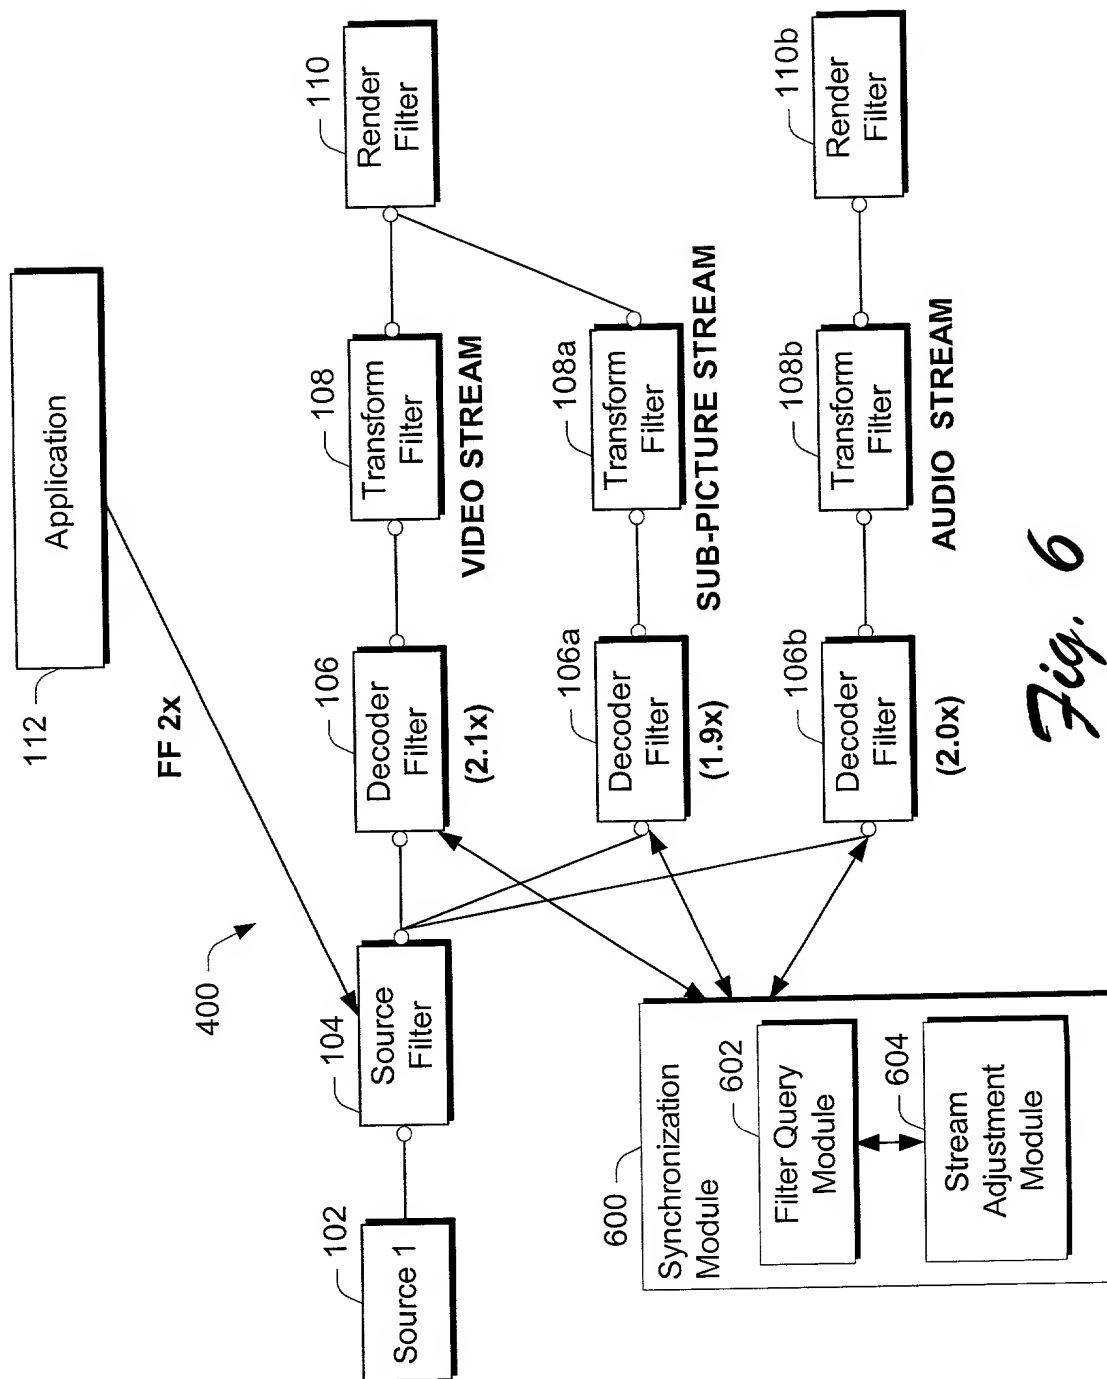 Application
112
FF 2x
400
102
Source 1
104
Source
Filter
106
Decoder
Filter
(2.1x)
108
Transform
Filter
VIDEO STREAM
110
Render
Filter
106a
Decoder
Filter
(1.9x)
108a
Transform
Filter
SUB-PICTURE STREAM
106b
Decoder
Filter
(2.0x)
108b
Transform
Filter
AUDIO STREAM
110b
Render
Filter
600
Synchronization
Module
602
Filter Query
Module
604
Stream
Adjustment
Module
Fig. 6